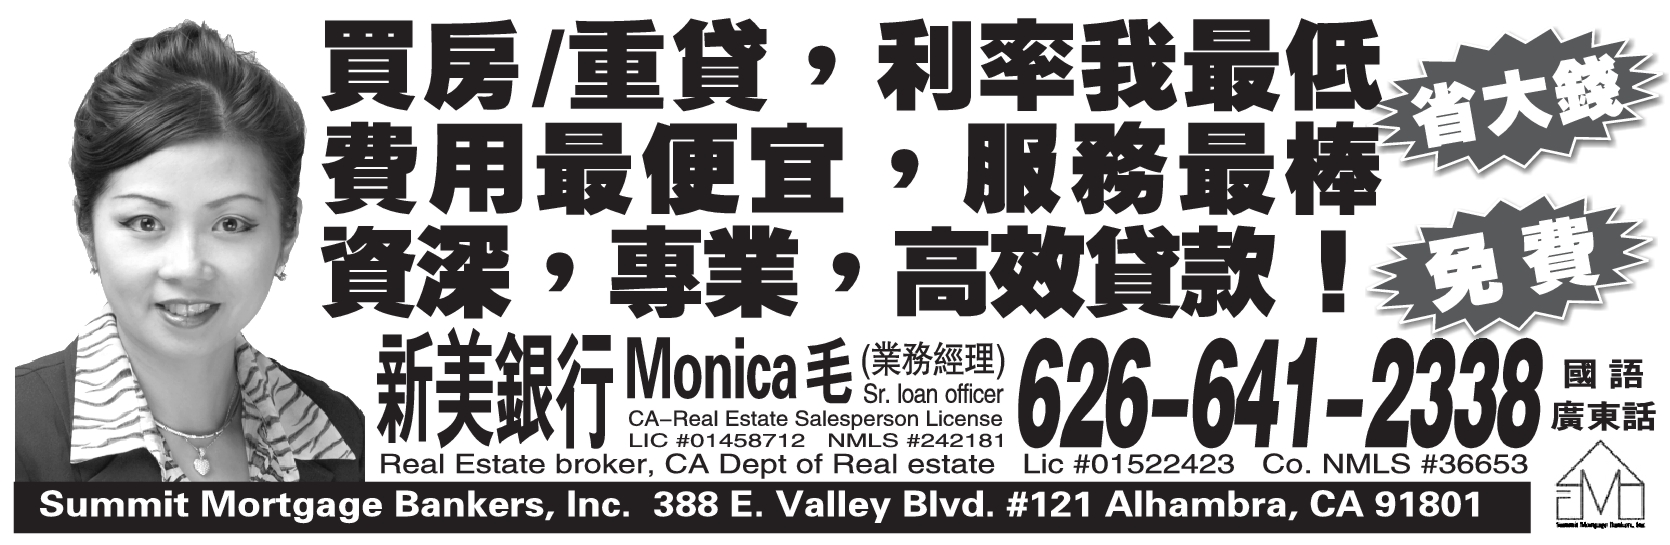 買房/重貸，利率我最低
費用最便宜，服務最棒
資深，專業，高效貸款！
省大錢
免費
新美銀行 Monica毛 (業務經理)
Sr. loan officer
CA-Real Estate Salesperson License
LIC #01458712 NMLS #242181
626-641-2338
國語
廣東話
Real Estate broker, CA Dept of Real estate Lic #01522423 Co. NMLS #36653
Summit Mortgage Bankers, Inc. 388 E. Valley Blvd. #121 Alhambra, CA 91801
Summit Mortgage Bankers, Inc